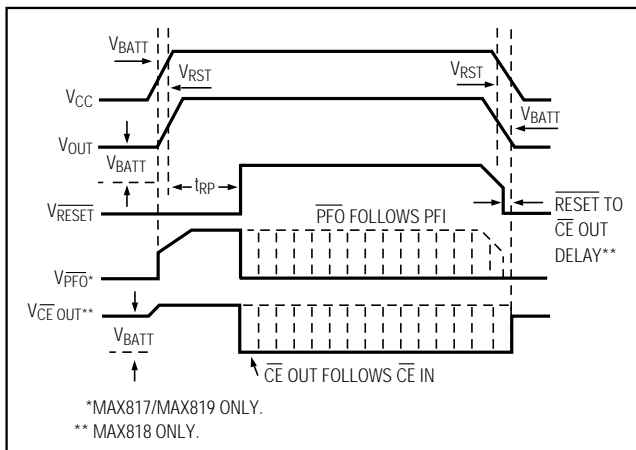 VBATT
VRST
VRST
VCC
VBATT
VOUT
VBATT
tRP
VRESET
RESET TO
CE OUT
DELAY**
PFO FOLLOWS PFI
VPFO*
VCE OUT**
VBATT
CE OUT FOLLOWS CE IN
*MAX817/MAX819 ONLY.
** MAX818 ONLY.